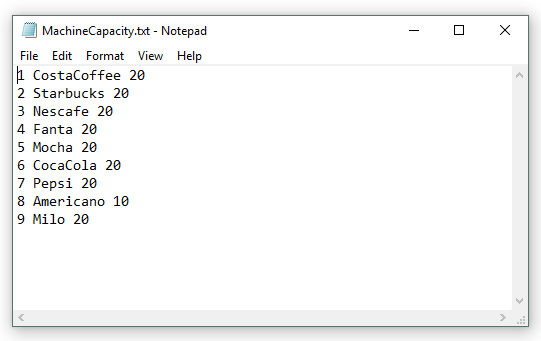 MachineCapacity.txt - Notepad
File Edit Format View Help
1 CostaCoffee 20
2 Starbucks 20
3 Nescafe 20
4 Fanta 20
5 Mocha 20
6 CocaCola 20
7 Pepsi 20
8 Americano 10
9 Milo 20